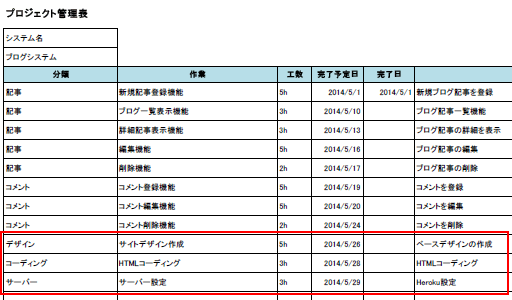 プロジェクト管理表
システム名
ブログシステム
分類 作業 工数 完了予定日 完了日
記事 新規記事登録機能 5h 2014/5/1 2014/5/1 新規ブログ記事を登録
記事 ブログ一覧表示機能 3h 2014/5/10 ブログ記事一覧機能
記事 詳細記事表示機能 3h 2014/5/13 ブログ記事の詳細を表示
記事 編集機能 5h 2014/5/16 ブログ記事の編集
記事 削除機能 2h 2014/5/17 ブログ記事の削除
コメント コメント登録機能 5h 2014/5/19 コメントを登録
コメント コメント編集機能 5h 2014/5/20 コメントを編集
コメント コメント削除機能 2h 2014/5/24 コメントを削除
デザイン サイトデザイン作成 5h 2014/5/26 ベースデザインの作成
コーディング HTMLコーディング 3h 2014/5/28 HTMLコーディング
サーバー サーバー設定 3h 2014/5/29 Heroku設定